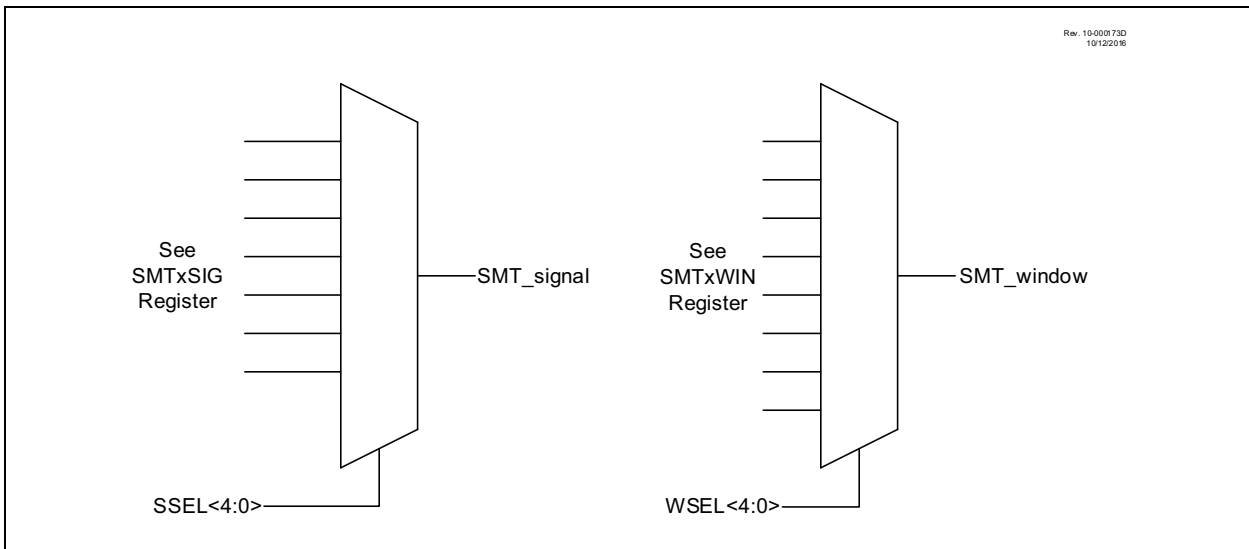 Rev. 10-000173D
10/12/2016
See
SMTxSIG
Register
SMT_signal
SSEL<4:0>
See
SMTxWIN
Register
SMT_window
WSEL<4:0>